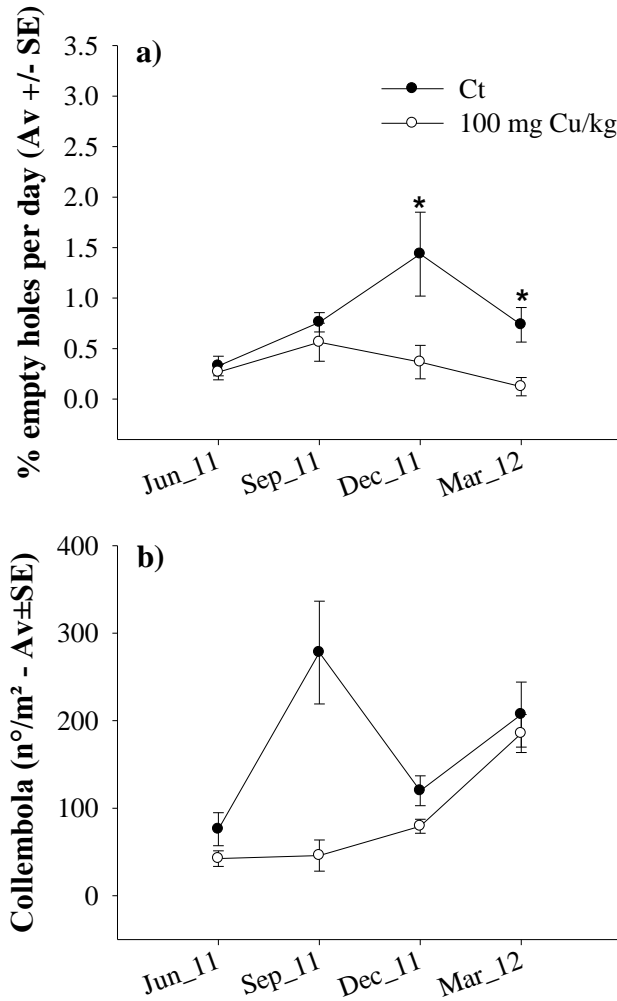 a)
% empty holes per day (Av +/- SE)
3.5
3.0
2.5
2.0
1.5
1.0
0.5
0.0
Ct
100 mg Cu/kg
*
*
Jun_11
Sep_11
Dec_11
Mar_12
b)
Collembola (n°/m² - Av±SE)
400
300
200
100
0
Jun_11
Sep_11
Dec_11
Mar_12